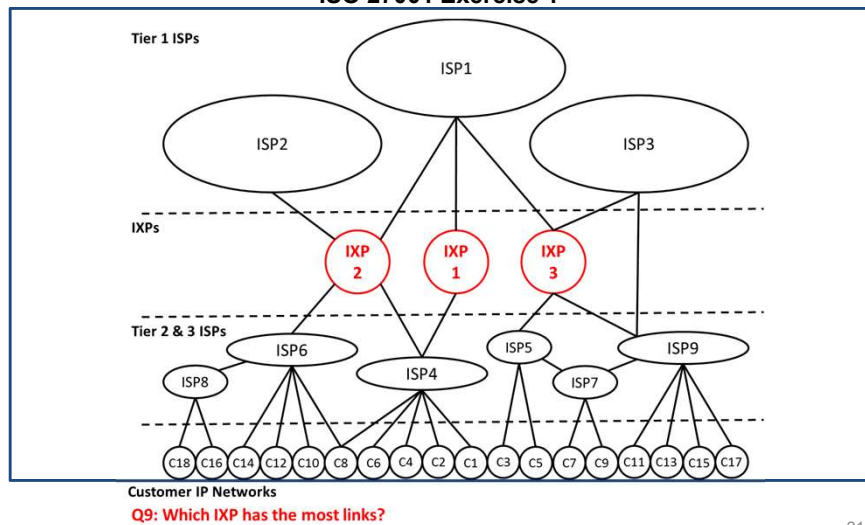 Tier 1 ISPs
ISP1
ISP2
ISP3
IXPs
IXP
2
IXP
1
IXP
3
Tier 2 & 3 ISPs
ISP6
ISP5
ISP9
ISP8
ISP4
ISP7
C18
C16
C14
C12
C10
C8
C6
C4
C2
C1
C3
C5
C7
C9
C11
C13
C15
C17
Customer IP Networks
Q9: Which IXP has the most links?